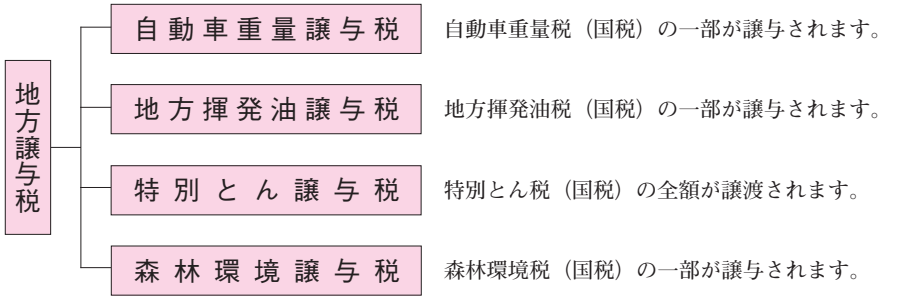 地方譲与税
自動車重量譲与税
自動車重量税（国税）の一部が譲与されます。
地方揮発油譲与税
地方揮発油税（国税）の一部が譲与されます。
特別とん譲与税
特別とん税（国税）の全額が譲渡されます。
森林環境譲与税
森林環境税（国税）の一部が譲与されます。